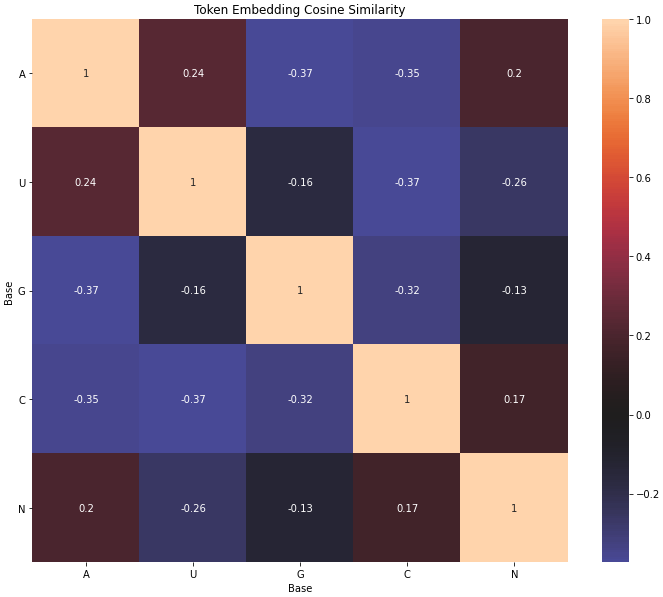 Token Embedding Cosine Similarity
A 1 0.24 -0.37 -0.35 0.2
U 0.24 1 -0.16 -0.37 -0.26
G -0.37 -0.16 1 -0.32 -0.13
C -0.35 -0.37 -0.32 1 0.17
N 0.2 -0.26 -0.13 0.17 1
A U G C N
Base
Base
1.0
0.8
0.6
0.4
0.2
0.0
−0.2